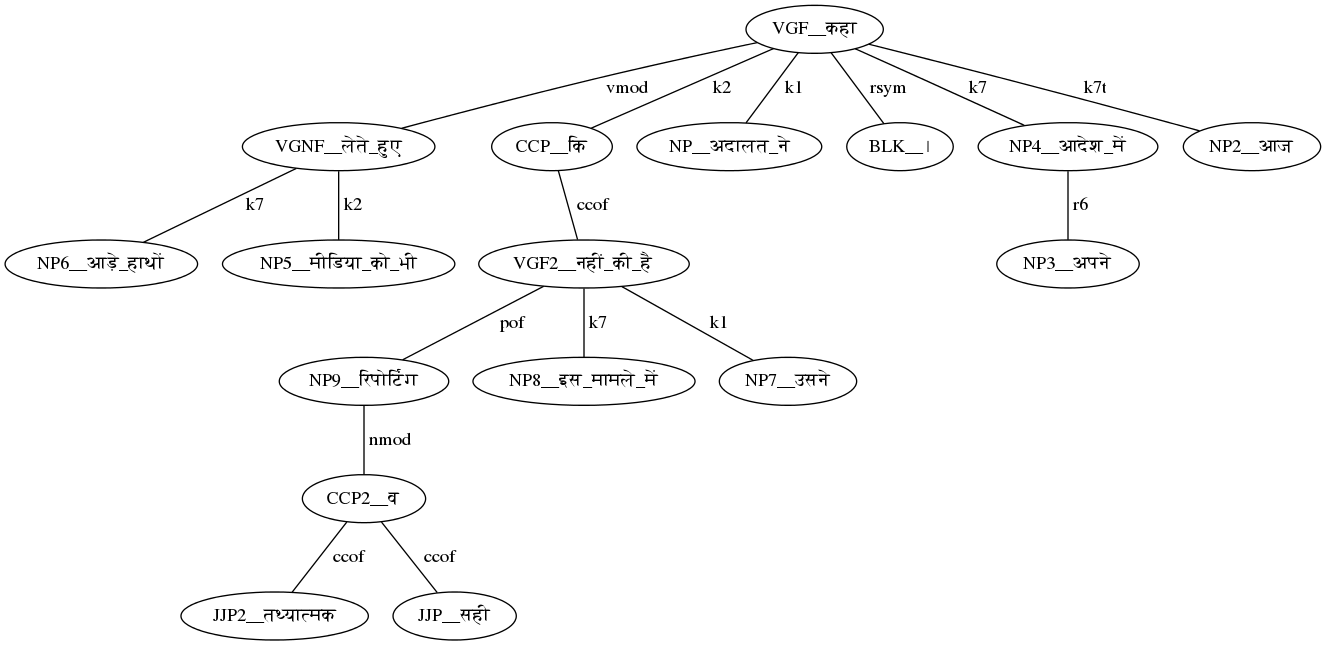 VGF__कहा
vmod k2 k1 rsym k7 k7t
VGNF__लेते_हुए CCP__कि NP__अदालत_ने BLK__। NP4__आदेश_में NP2__आज
k7 k2 ccof r6
NP6__आड़े_हाथों NP5__मीडिया_को_भी VGF2__नहीं_की_है NP3__अपने
pof k7 k1
NP9__रिपोर्टिंग NP8__इस_मामले_में NP7__उसने
nmod
CCP2__व
ccof ccof
JJP2__तथ्यात्मक JJP__सही